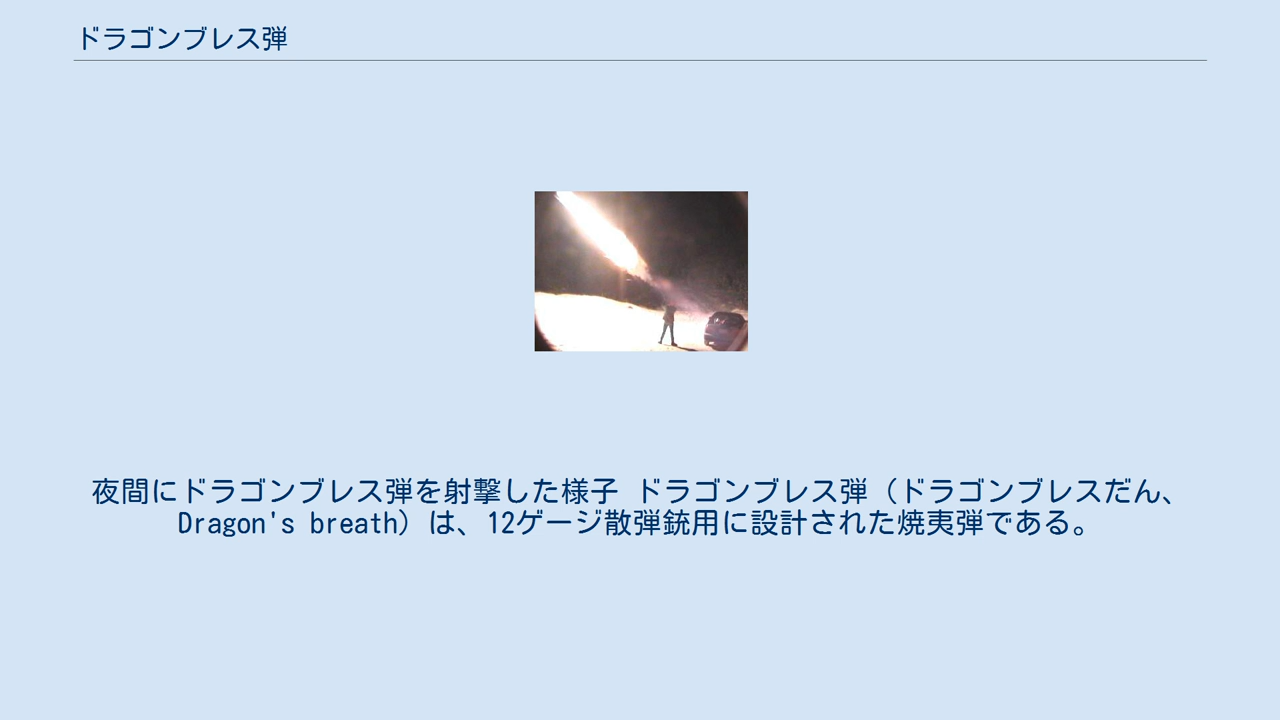 ドラゴンブレス弾
夜間にドラゴンブレス弾を射撃した様子 ドラゴンブレス弾（ドラゴンブレスだん、
Dragon's breath）は、12ゲージ散弾銃用に設計された焼夷弾である。